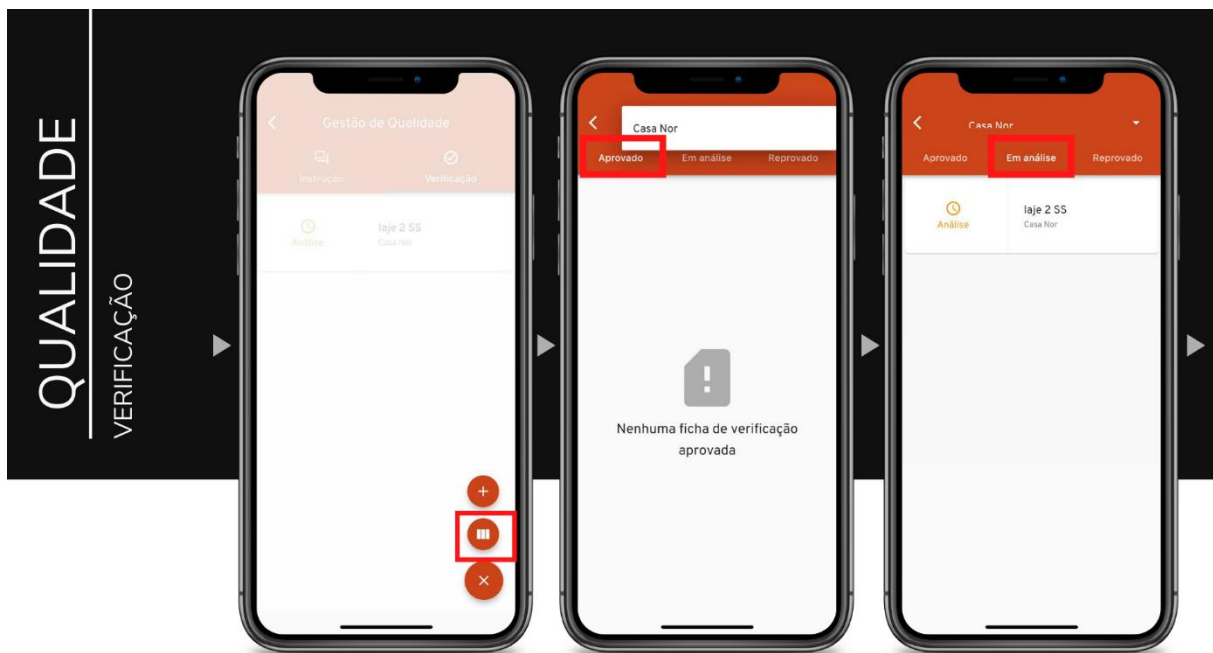 QUALIDADE
VERIFICAÇÃO
Gestão de Qualidade
Instrução
Verificação
laje 2 SS
Análise
Casa Nor
Casa Nor
Aprovado
Em análise
Reprovado
Nenhuma ficha de verificação
aprovada
Casa Nor
Aprovado
Em análise
Reprovado
laje 2 SS
Análise
Casa Nor